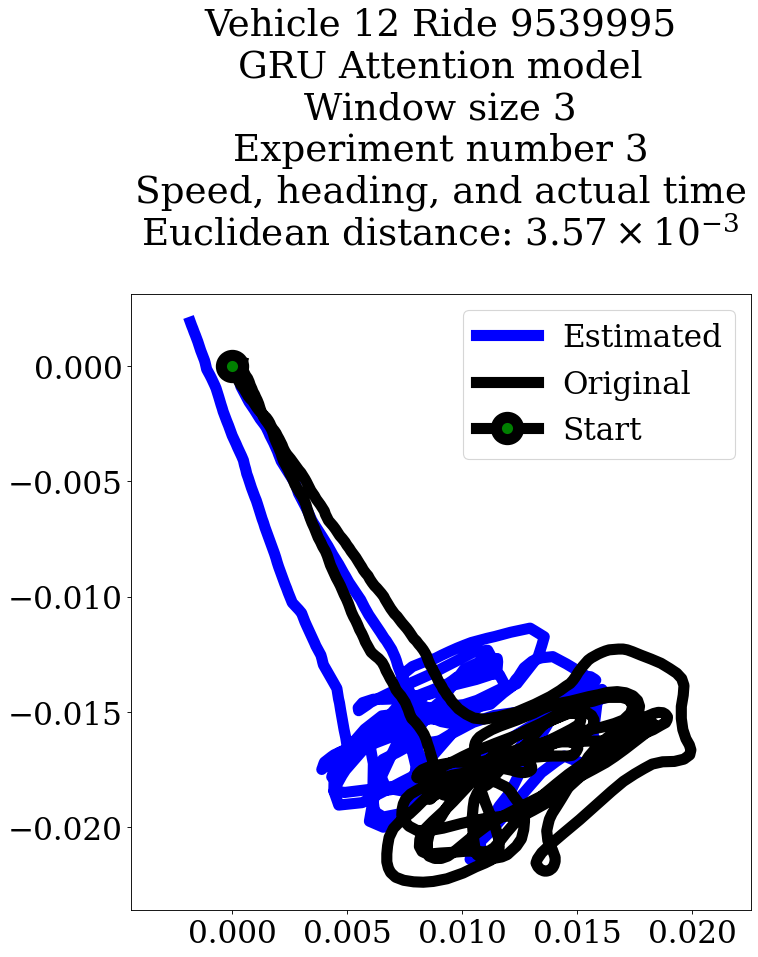 Vehicle 12 Ride 9539995
GRU Attention model
Window size 3
Experiment number 3
Speed, heading, and actual time
Euclidean distance: 3.57 × 10⁻³
Estimated
Original
Start
0.000
−0.005
−0.010
−0.015
−0.020
0.000 0.005 0.010 0.015 0.020